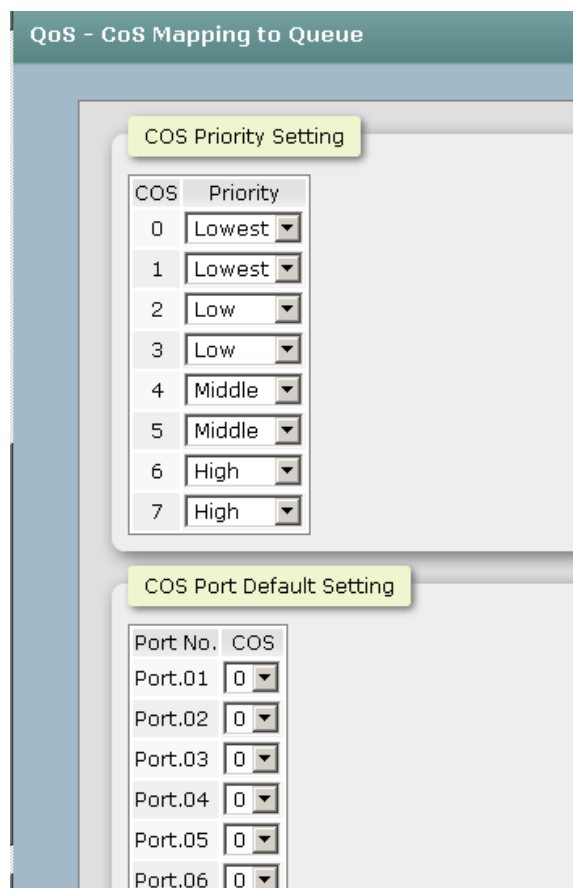 QoS - CoS Mapping to Queue
COS Priority Setting
COS Priority
0 Lowest
1 Lowest
2 Low
3 Low
4 Middle
5 Middle
6 High
7 High
COS Port Default Setting
Port No. COS
Port.01 0
Port.02 0
Port.03 0
Port.04 0
Port.05 0
Port.06 0